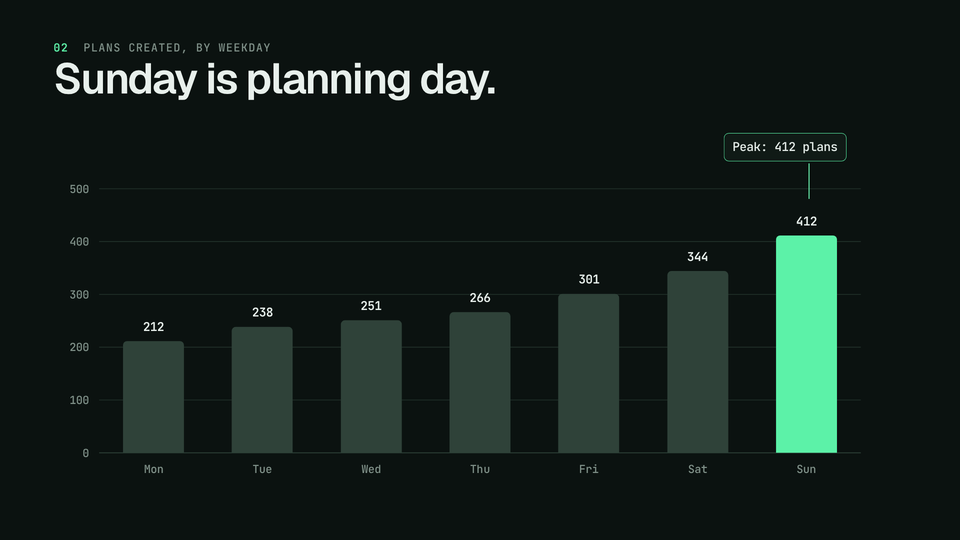 02 PLANS CREATED, BY WEEKDAY
Sunday is planning day.
Peak: 412 plans
500
400
300
200
100
0
212
238
251
266
301
344
412
Mon
Tue
Wed
Thu
Fri
Sat
Sun